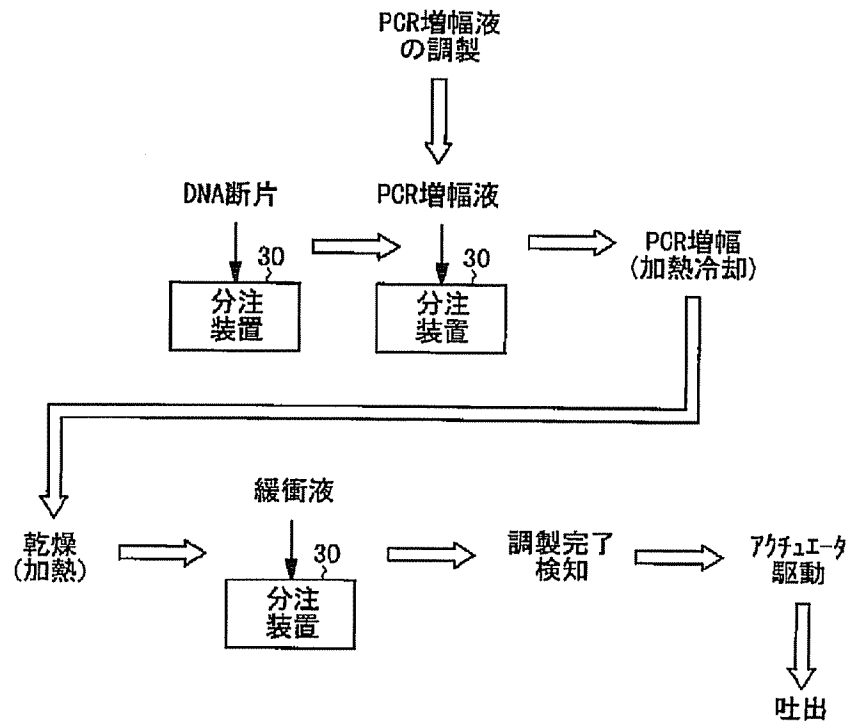 PCR増幅液
の調製
DNA断片
PCR増幅液
30
分注
装置
30
分注
装置
PCR増幅
(加熱冷却)
乾燥
(加熱)
緩衝液
30
分注
装置
調製完了
検知
ｱｸﾁｭｴｰﾀ
駆動
吐出